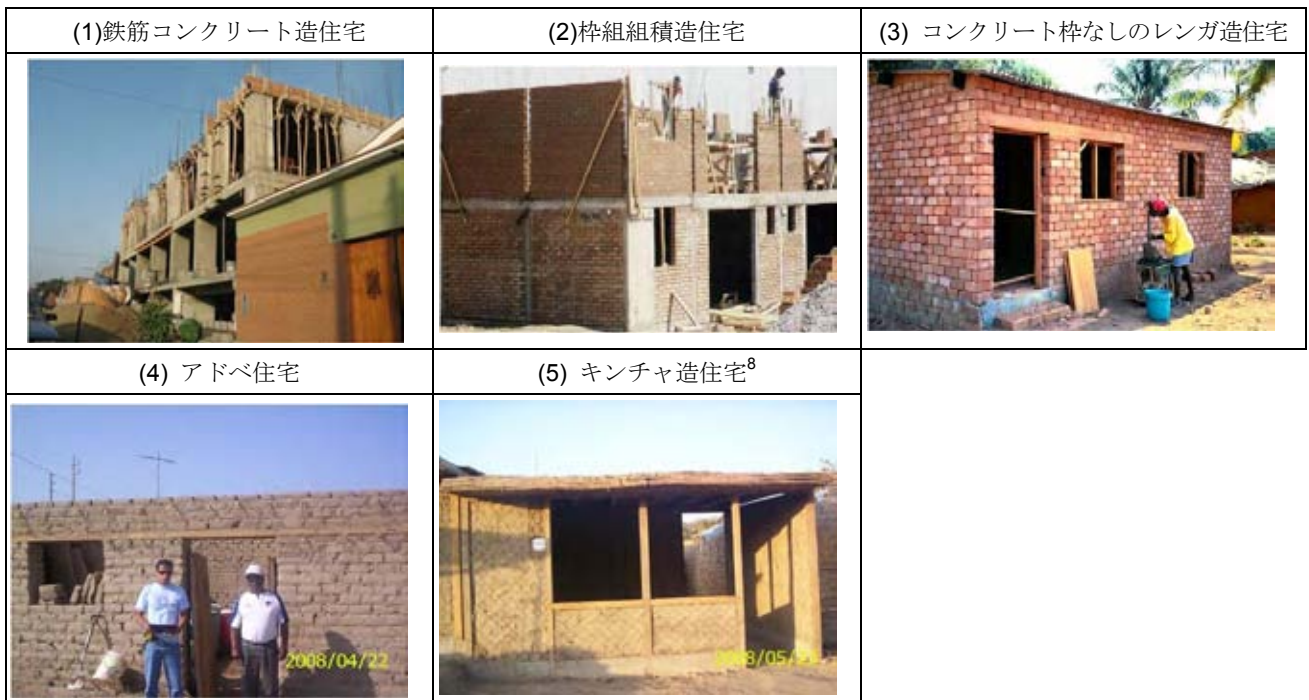 (1)鉄筋コンクリート造住宅
(2)枠組組積造住宅
(3) コンクリート枠なしのレンガ造住宅
(4) アドベ住宅
(5) キンチャ造住宅8
2008/04/22